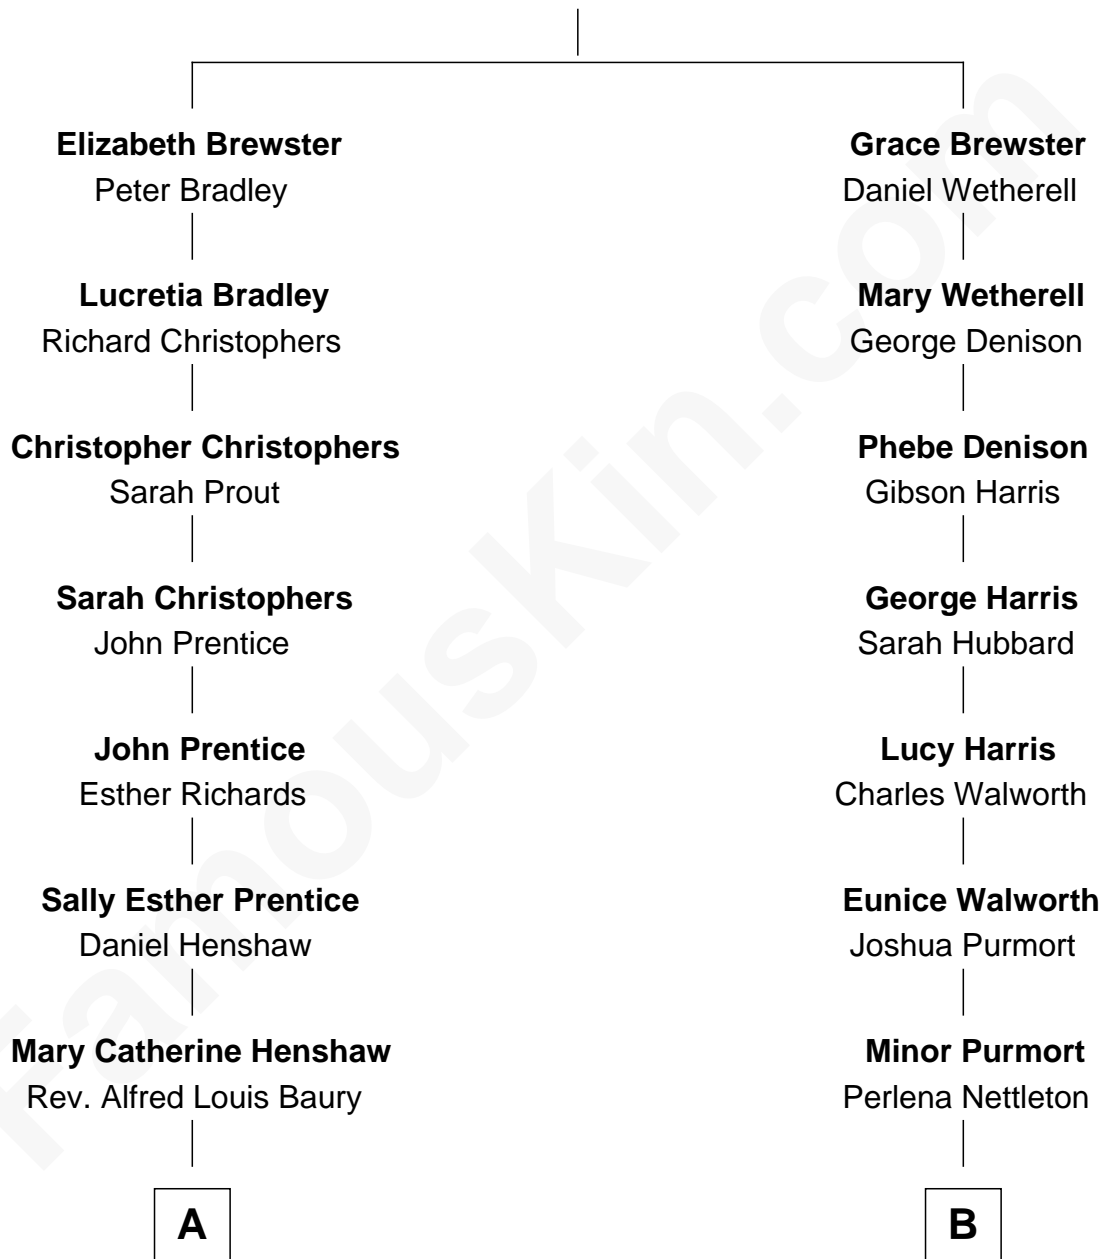 Elizabeth Brewster
Peter Bradley
Lucretia Bradley
Richard Christophers
Christopher Christophers
Sarah Prout
Sarah Christophers
John Prentice
John Prentice
Esther Richards
Sally Esther Prentice
Daniel Henshaw
Mary Catherine Henshaw
Rev. Alfred Louis Baury
A
Grace Brewster
Daniel Wetherell
Mary Wetherell
George Denison
Phebe Denison
Gibson Harris
George Harris
Sarah Hubbard
Lucy Harris
Charles Walworth
Eunice Walworth
Joshua Purmort
Minor Purmort
Perlena Nettleton
B
FamousKin.com